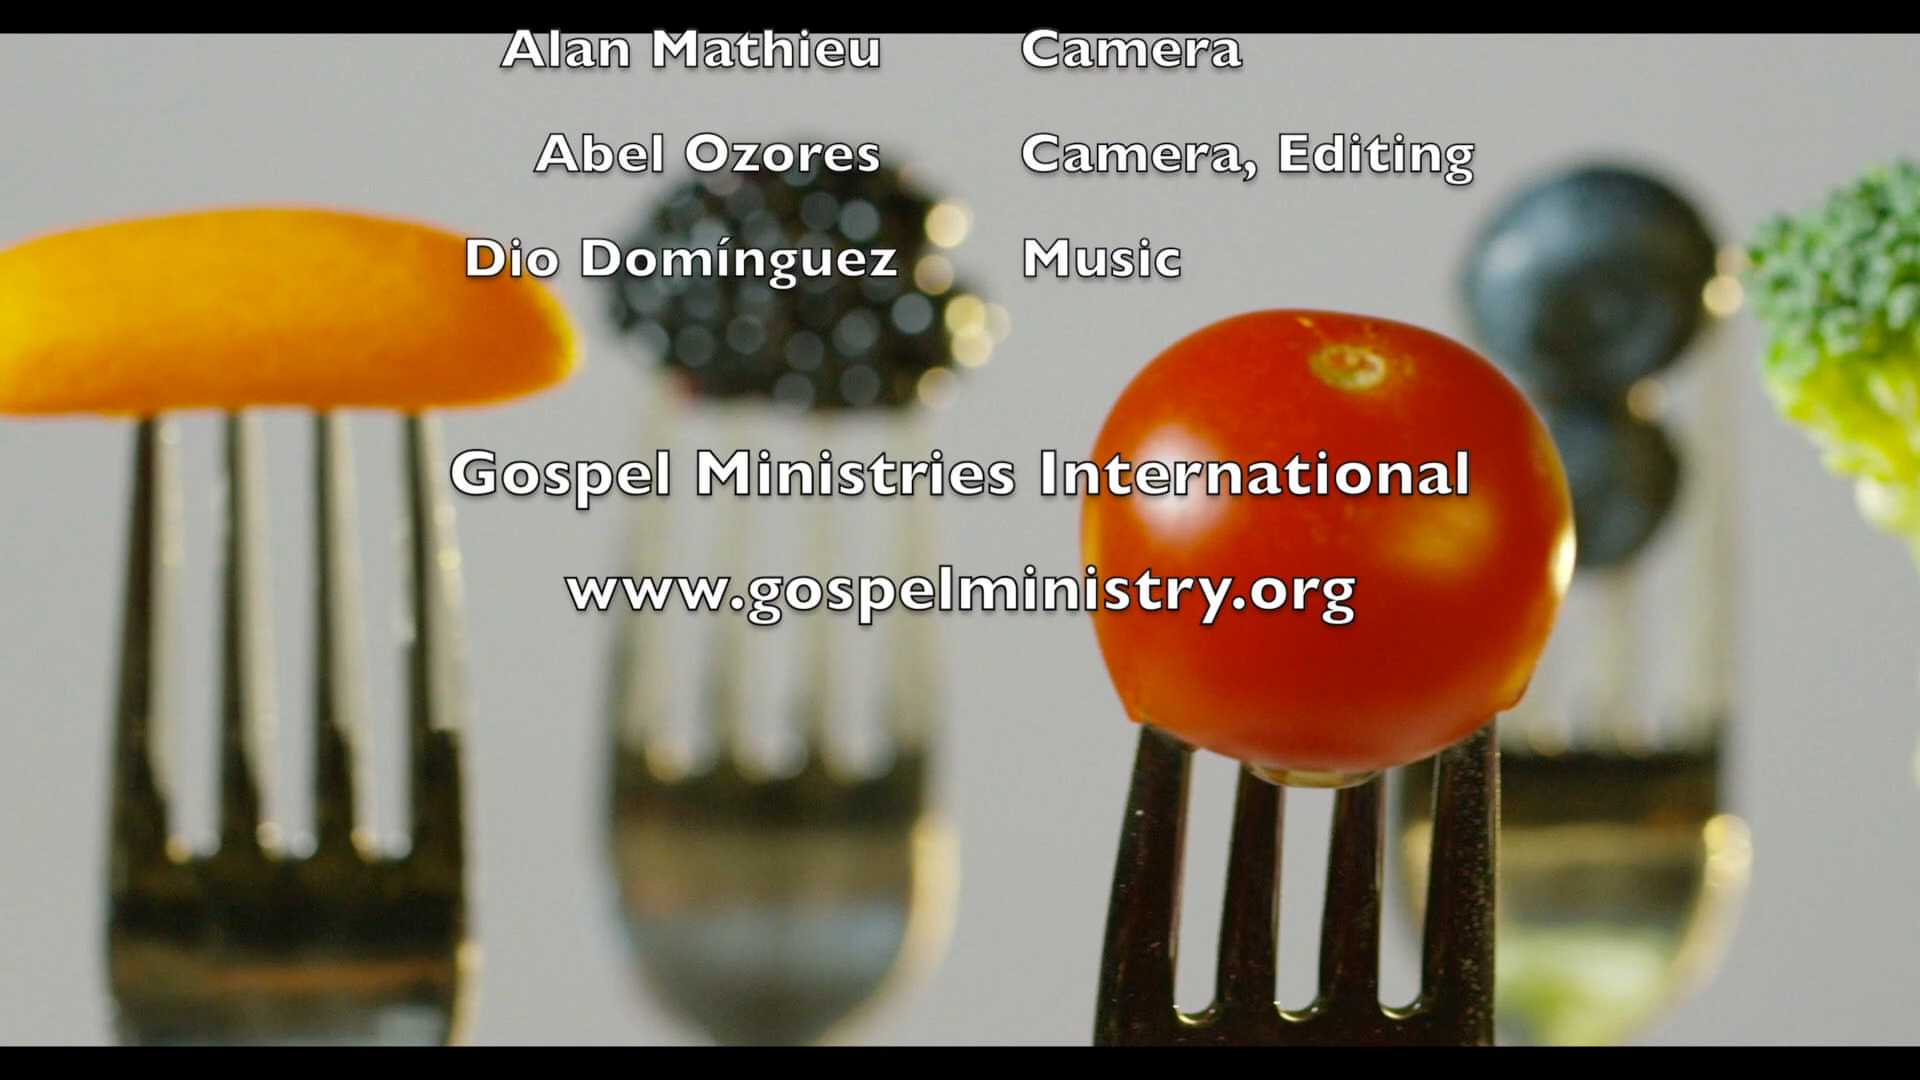 Alan Mathieu Camera
Abel Ozores Camera, Editing
Dio Domínguez Music
Gospel Ministries International
www.gospelministry.org